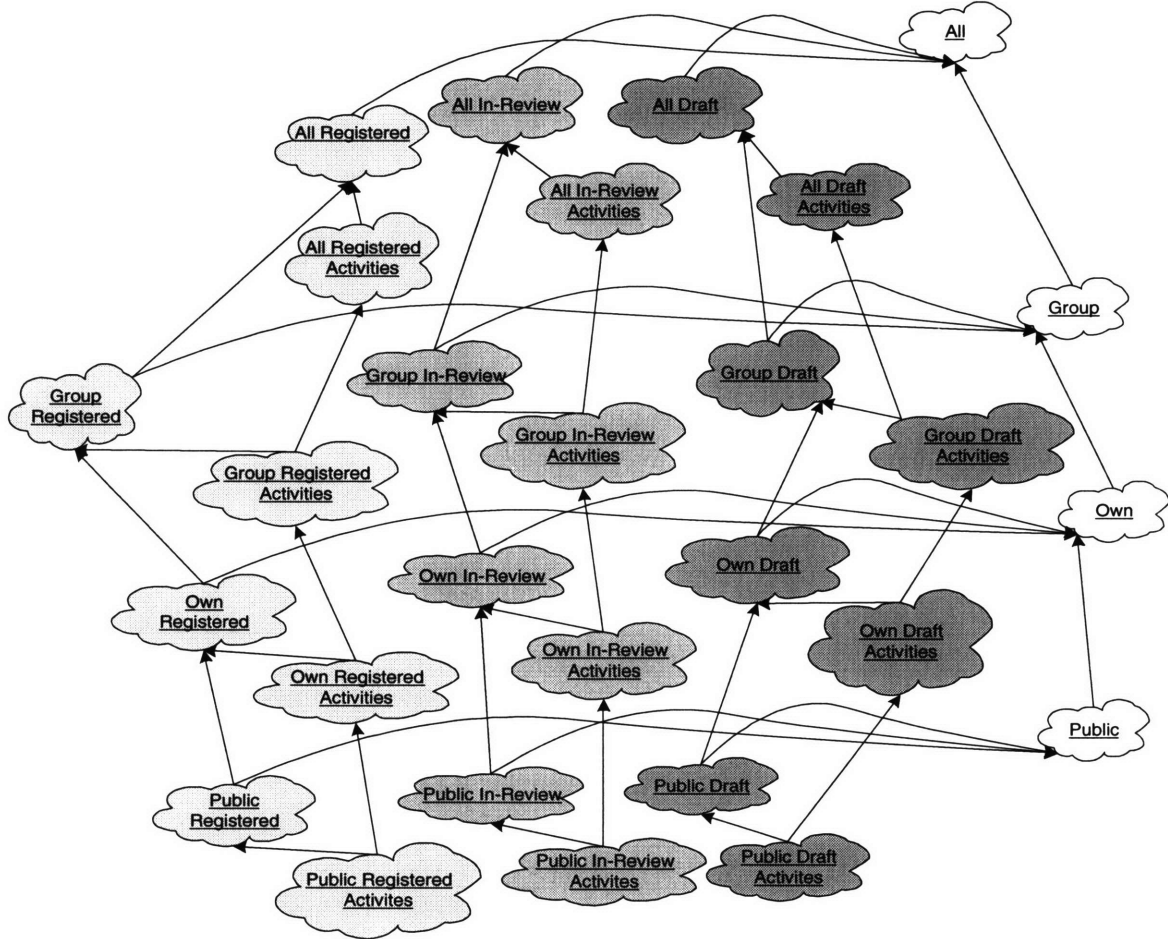 All
All In-Review
All Draft
All Registered
All In-Review
Activities
All Draft
Activities
All Registered
Activities
Group
Group In-Review
Group Draft
Group
Registered
Group In-Review
Activities
Group Draft
Activities
Group Registered
Activities
Own
Own In-Review
Own Draft
Own
Registered
Own Draft
Activities
Own In-Review
Activities
Own Registered
Activities
Public
Public In-Review
Public Draft
Public
Registered
Public In-Review
Activites
Public Draft
Activites
Public Registered
Activites